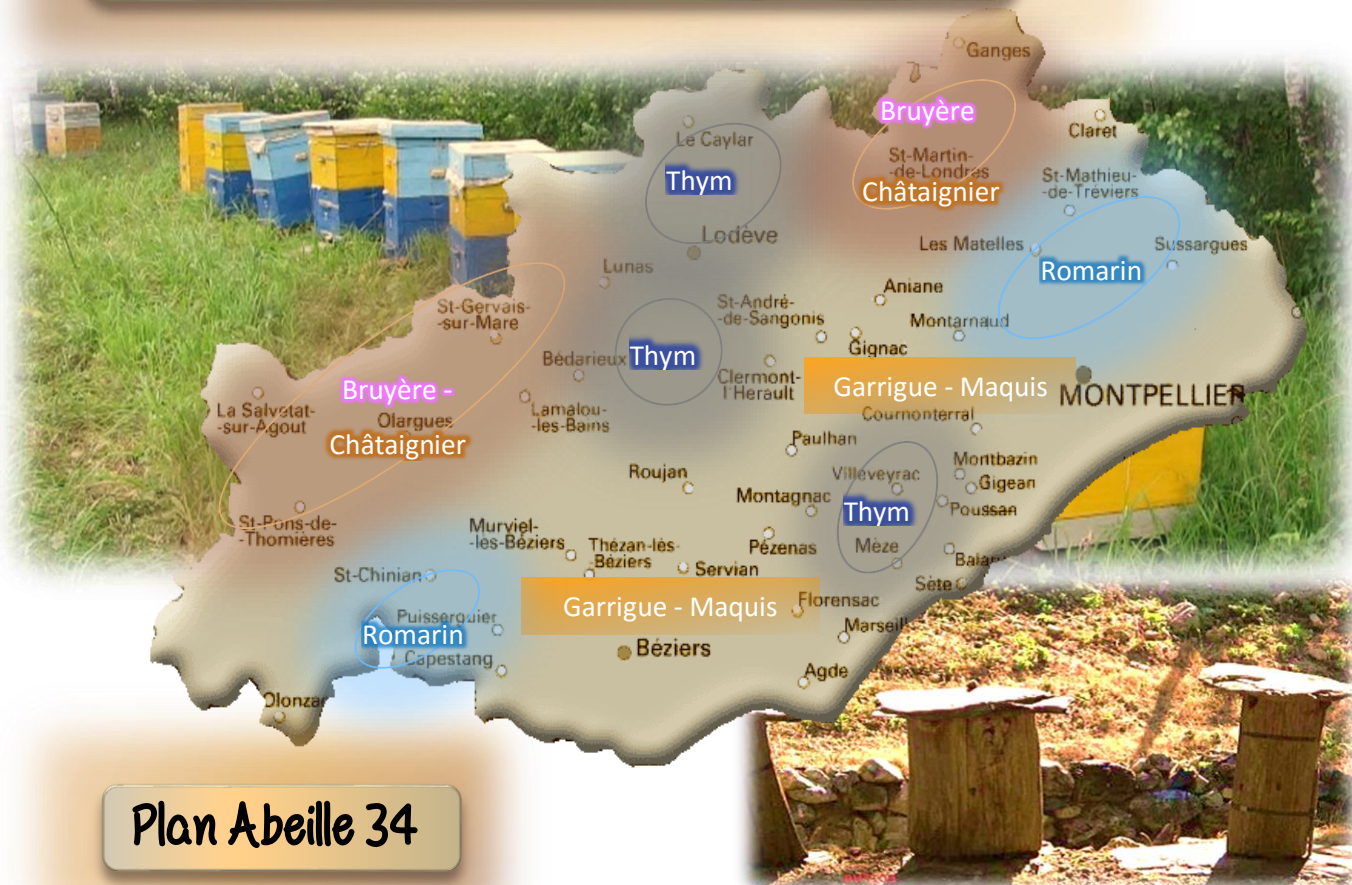 Ganges
Bruyère
Claret
Le Caylar
St-Martin-
-de-Londres
Thym
Châtaignier
St-Mathieu-
-de-Tréviers
Lodève
Les Matelles
Sussargues
Lunas
Romarin
Aniane
St-Gervais-
-sur-Mare
St-André-
-de-Sangonis
Montarnaud
Gignac
Bédarieux
Thym
Clermont-
l'Herault
Garrigue - Maquis
MONTPELLIER
Bruyère -
La Salvetat-
-sur-Agout
Olargues
Lamalou-
-les-Bains
Cournonterral
Châtaignier
Paulhan
Roujan
Villeveyrac
Montbazin
Gigean
Montagnac
Thym
Poussan
St-Pons-de-
-Thomières
Murviel-
-les-Béziers
Thézan-lès-
-Béziers
Pézenas
Mèze
St-Chinian
Servian
Sète
Garrigue - Maquis
Florensac
Puisserguier
Romarin
Capestang
Béziers
Agde
Plan Abeille 34